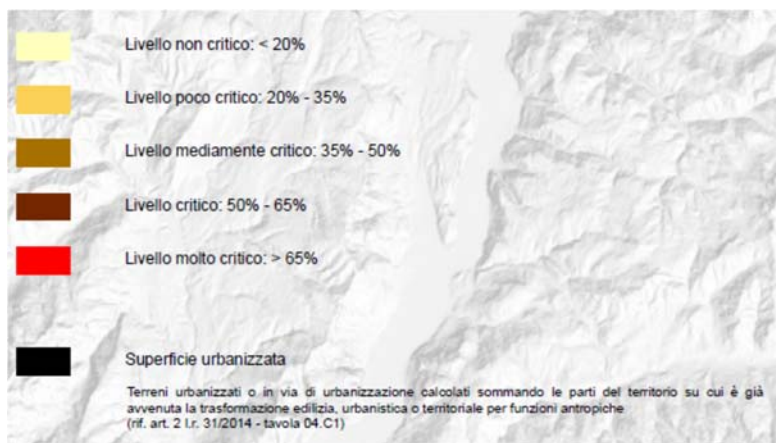 Livello non critico: < 20%
Livello poco critico: 20% - 35%
Livello mediamente critico: 35% - 50%
Livello critico: 50% - 65%
Livello molto critico: > 65%
Superficie urbanizzata
Terreni urbanizzati o in via di urbanizzazione calcolati sommando le parti del territorio su cui è già
avvenuta la trasformazione edilizia, urbanistica o territoriale per funzioni antropiche
(rif. art. 2 l.r. 31/2014 - tavola 04.C1)